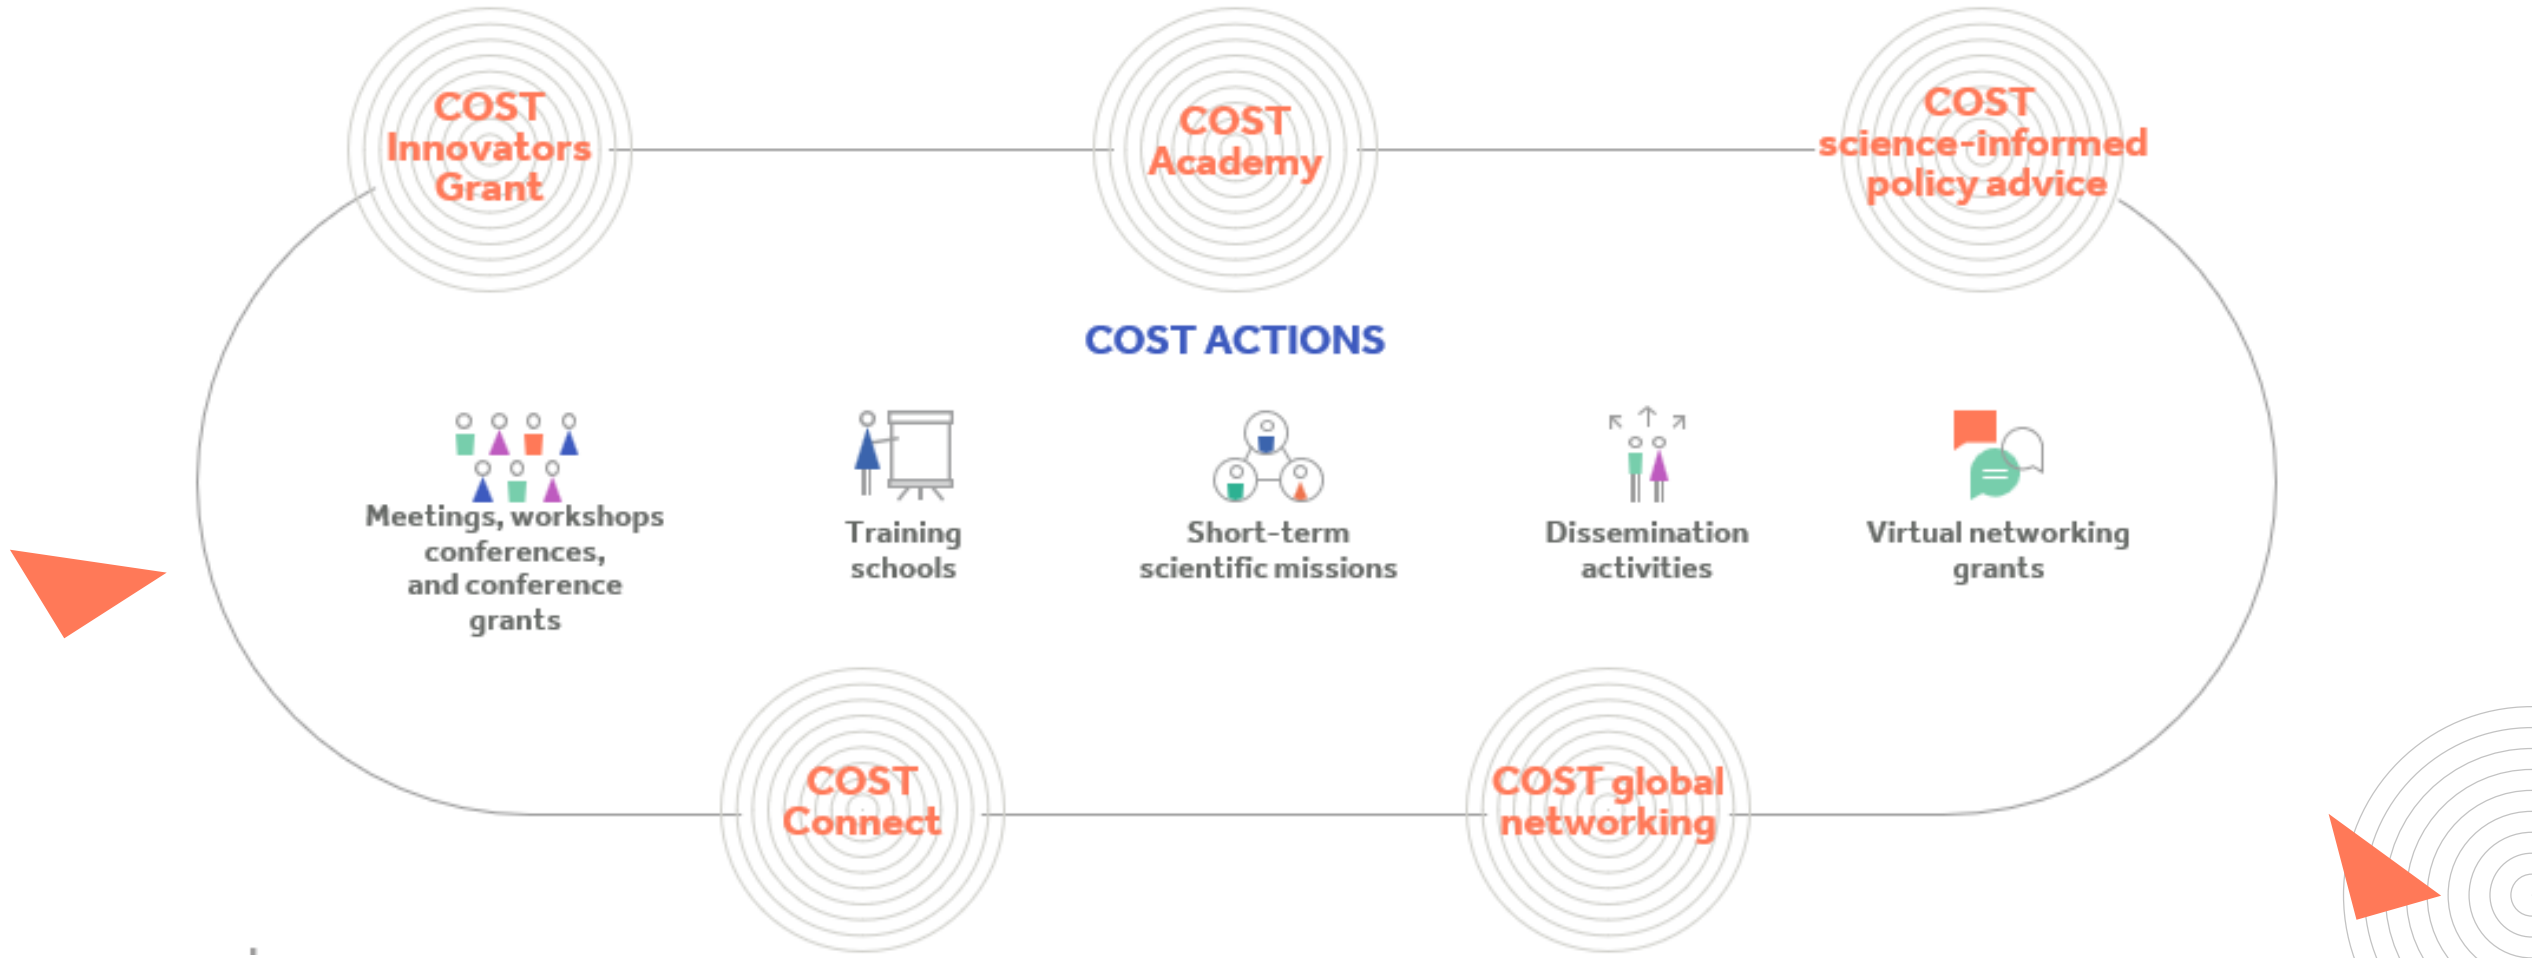 COST
Innovators
Grant
COST
Academy
COST
science-informed
policy advice
COST ACTIONS
Meetings, workshops
conferences,
and conference
grants
Training
schools
Short-term
scientific missions
Dissemination
activities
Virtual networking
grants
COST
Connect
COST global
networking